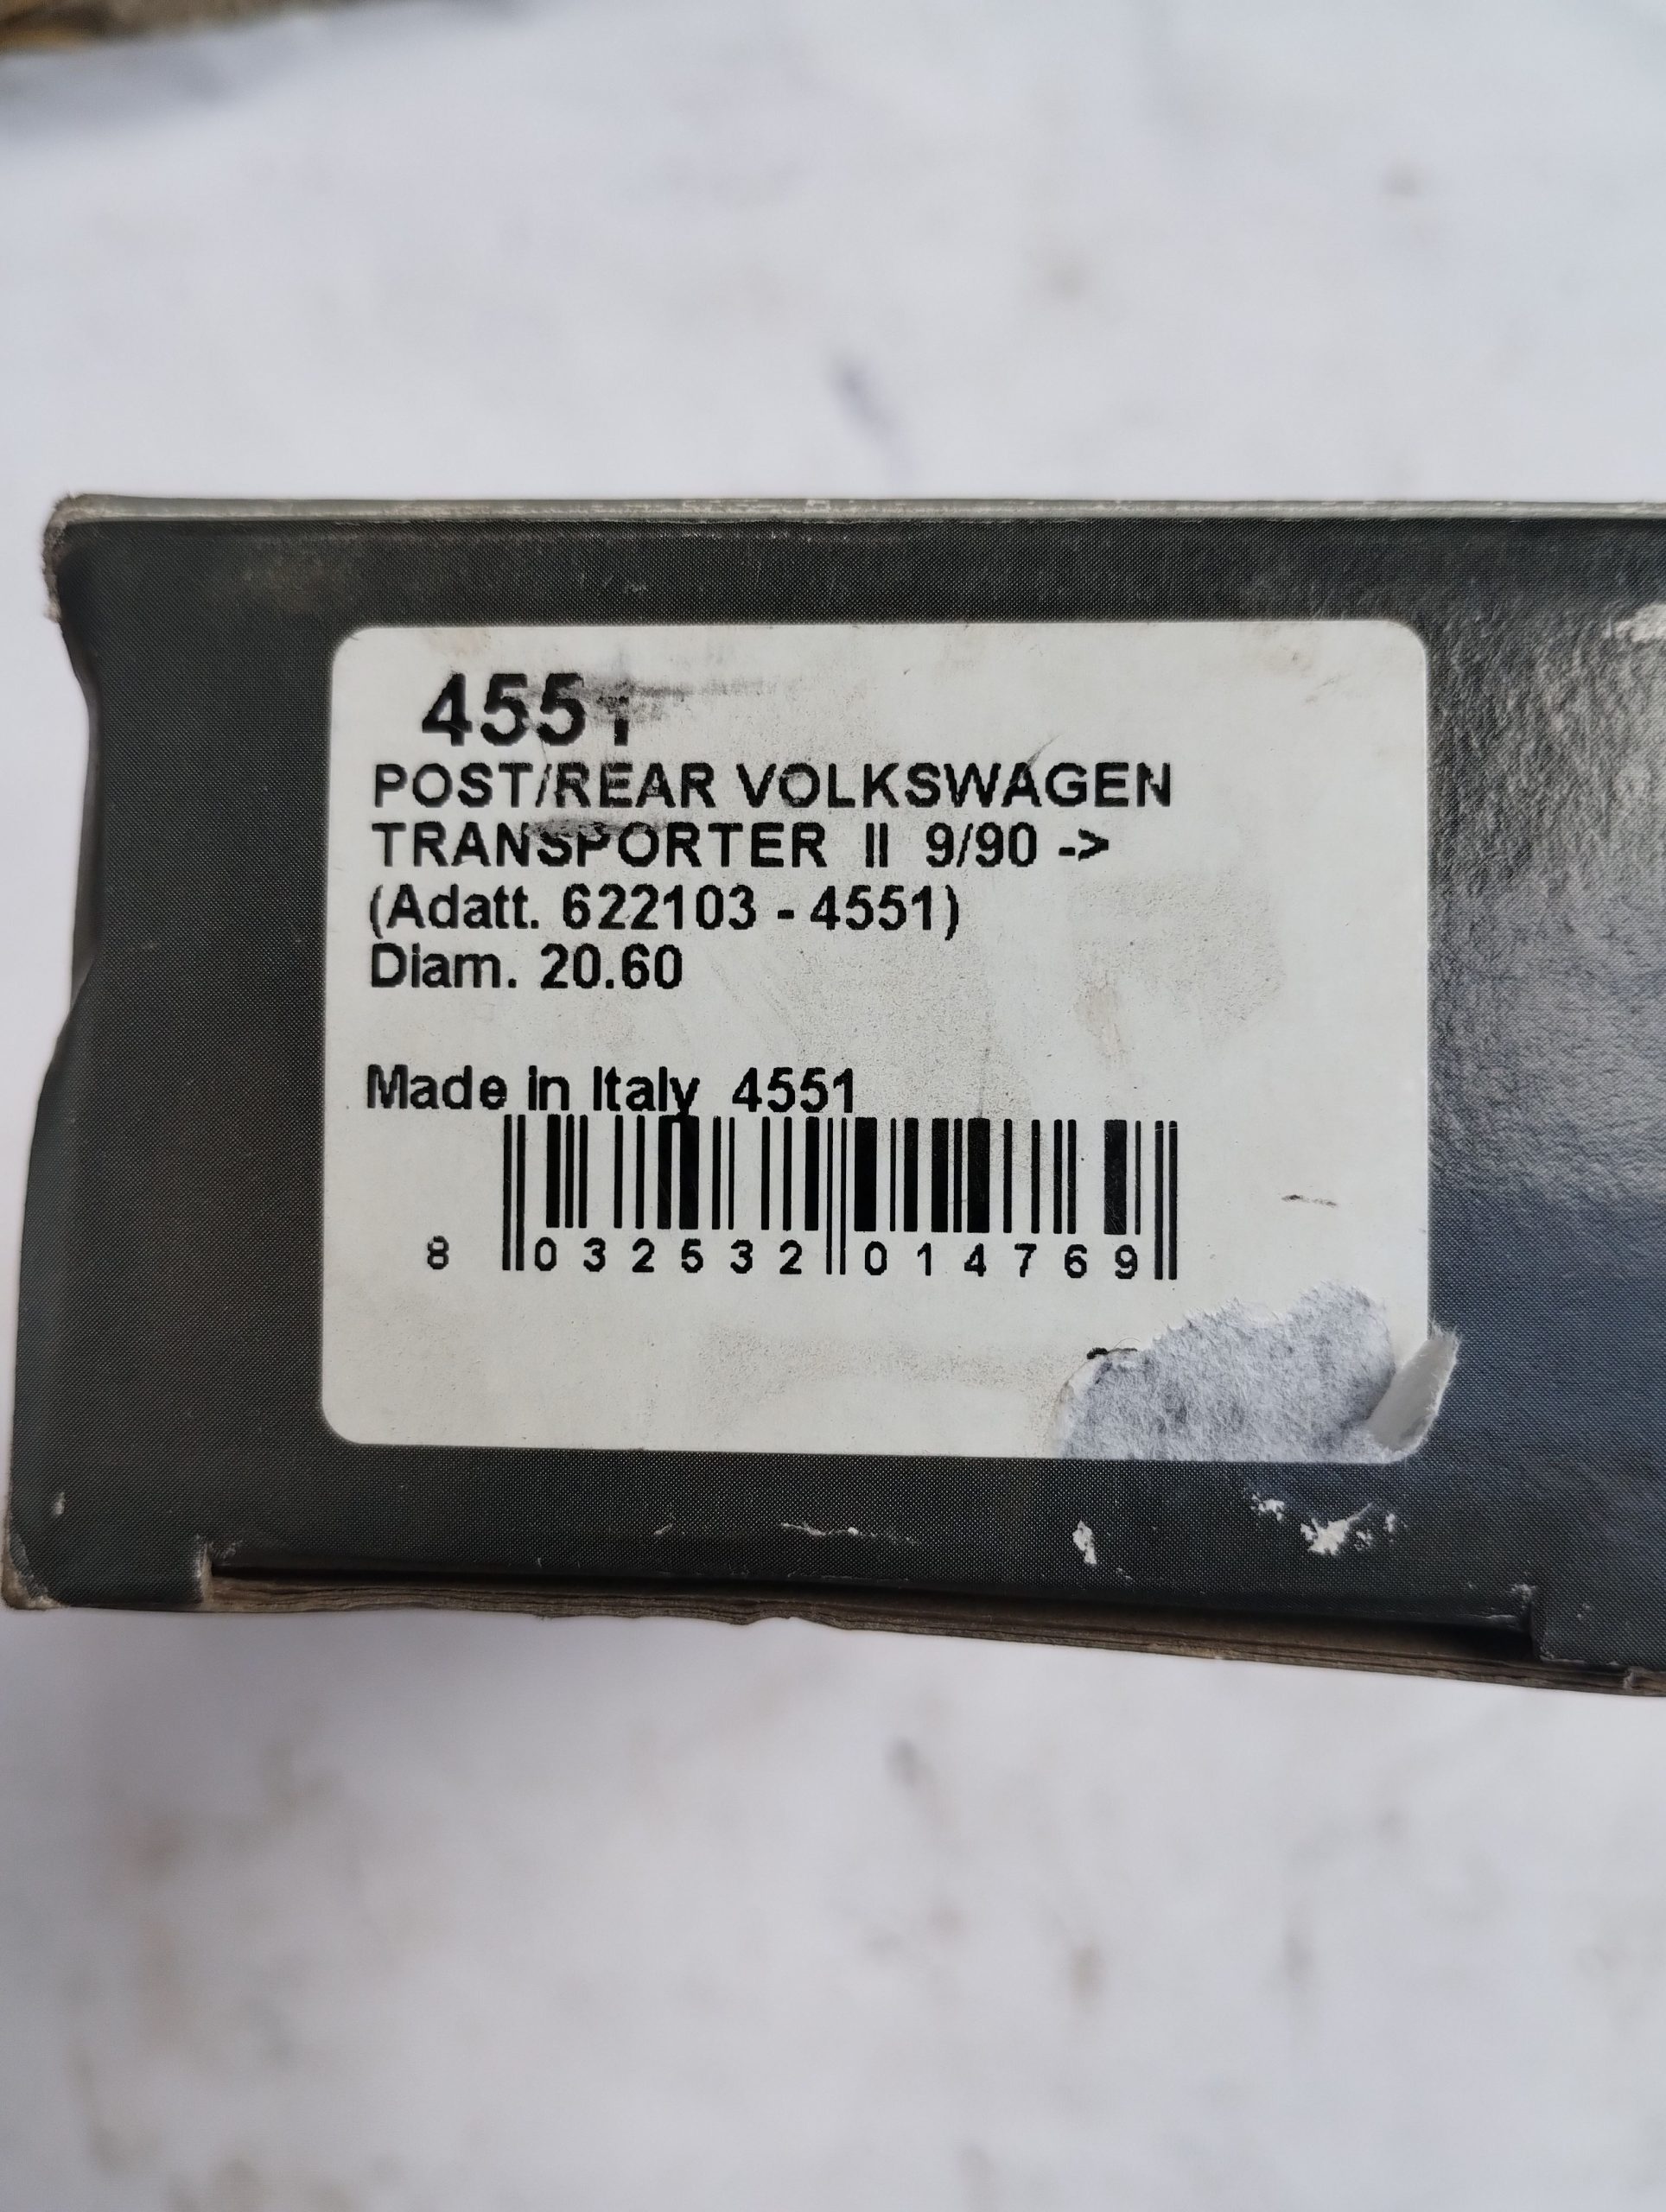 4551
POST/REAR VOLKSWAGEN
TRANSPORTER II 9/90 ->
(Adatt. 622103 - 4551)
Diam. 20.60
Made in Italy 4551
8 032532 014769